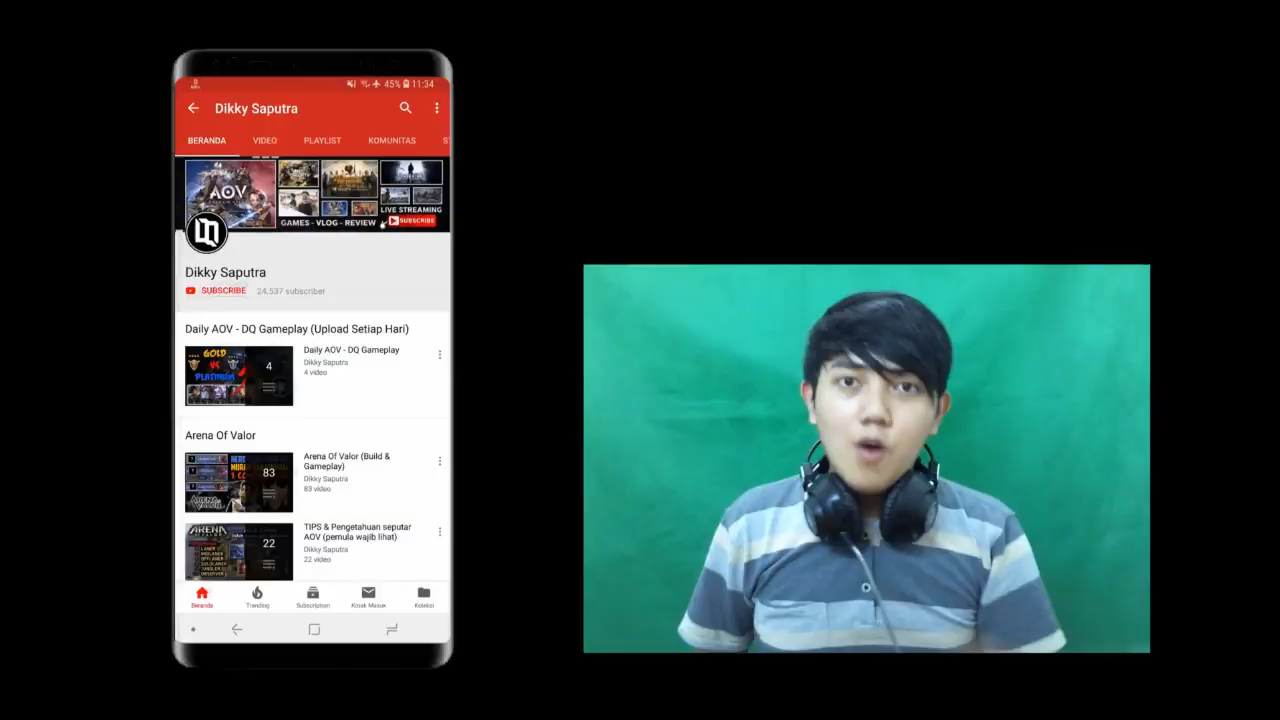 45% 11:34
Dikky Saputra
BERANDA VIDEO PLAYLIST KOMUNITAS
AOV
LIVE STREAMING
GAMES - VLOG - REVIEW SUBSCRIBE
Dikky Saputra
SUBSCRIBE 24,537 subscriber
Daily AOV - DQ Gameplay (Upload Setiap Hari)
GOLD
VS
PLATINUM
4
Daily AOV - DQ Gameplay
Dikky Saputra
4 video
Arena Of Valor
83
Arena Of Valor (Build &
Gameplay)
Dikky Saputra
83 video
ARENA
22
TIPS & Pengetahuan seputar
AOV (pemula wajib lihat)
Dikky Saputra
22 video
Beranda Trending Subscription Kotak Masuk Koleksi